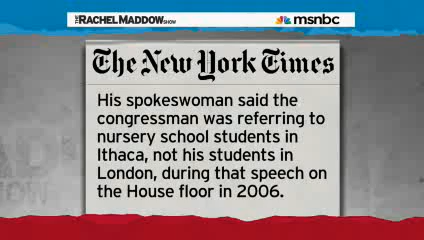 THE RACHEL MADDOW SHOW
msnbc
The New York Times
His spokeswoman said the
congressman was referring to
nursery school students in
Ithaca, not his students in
London, during that speech on
the House floor in 2006.